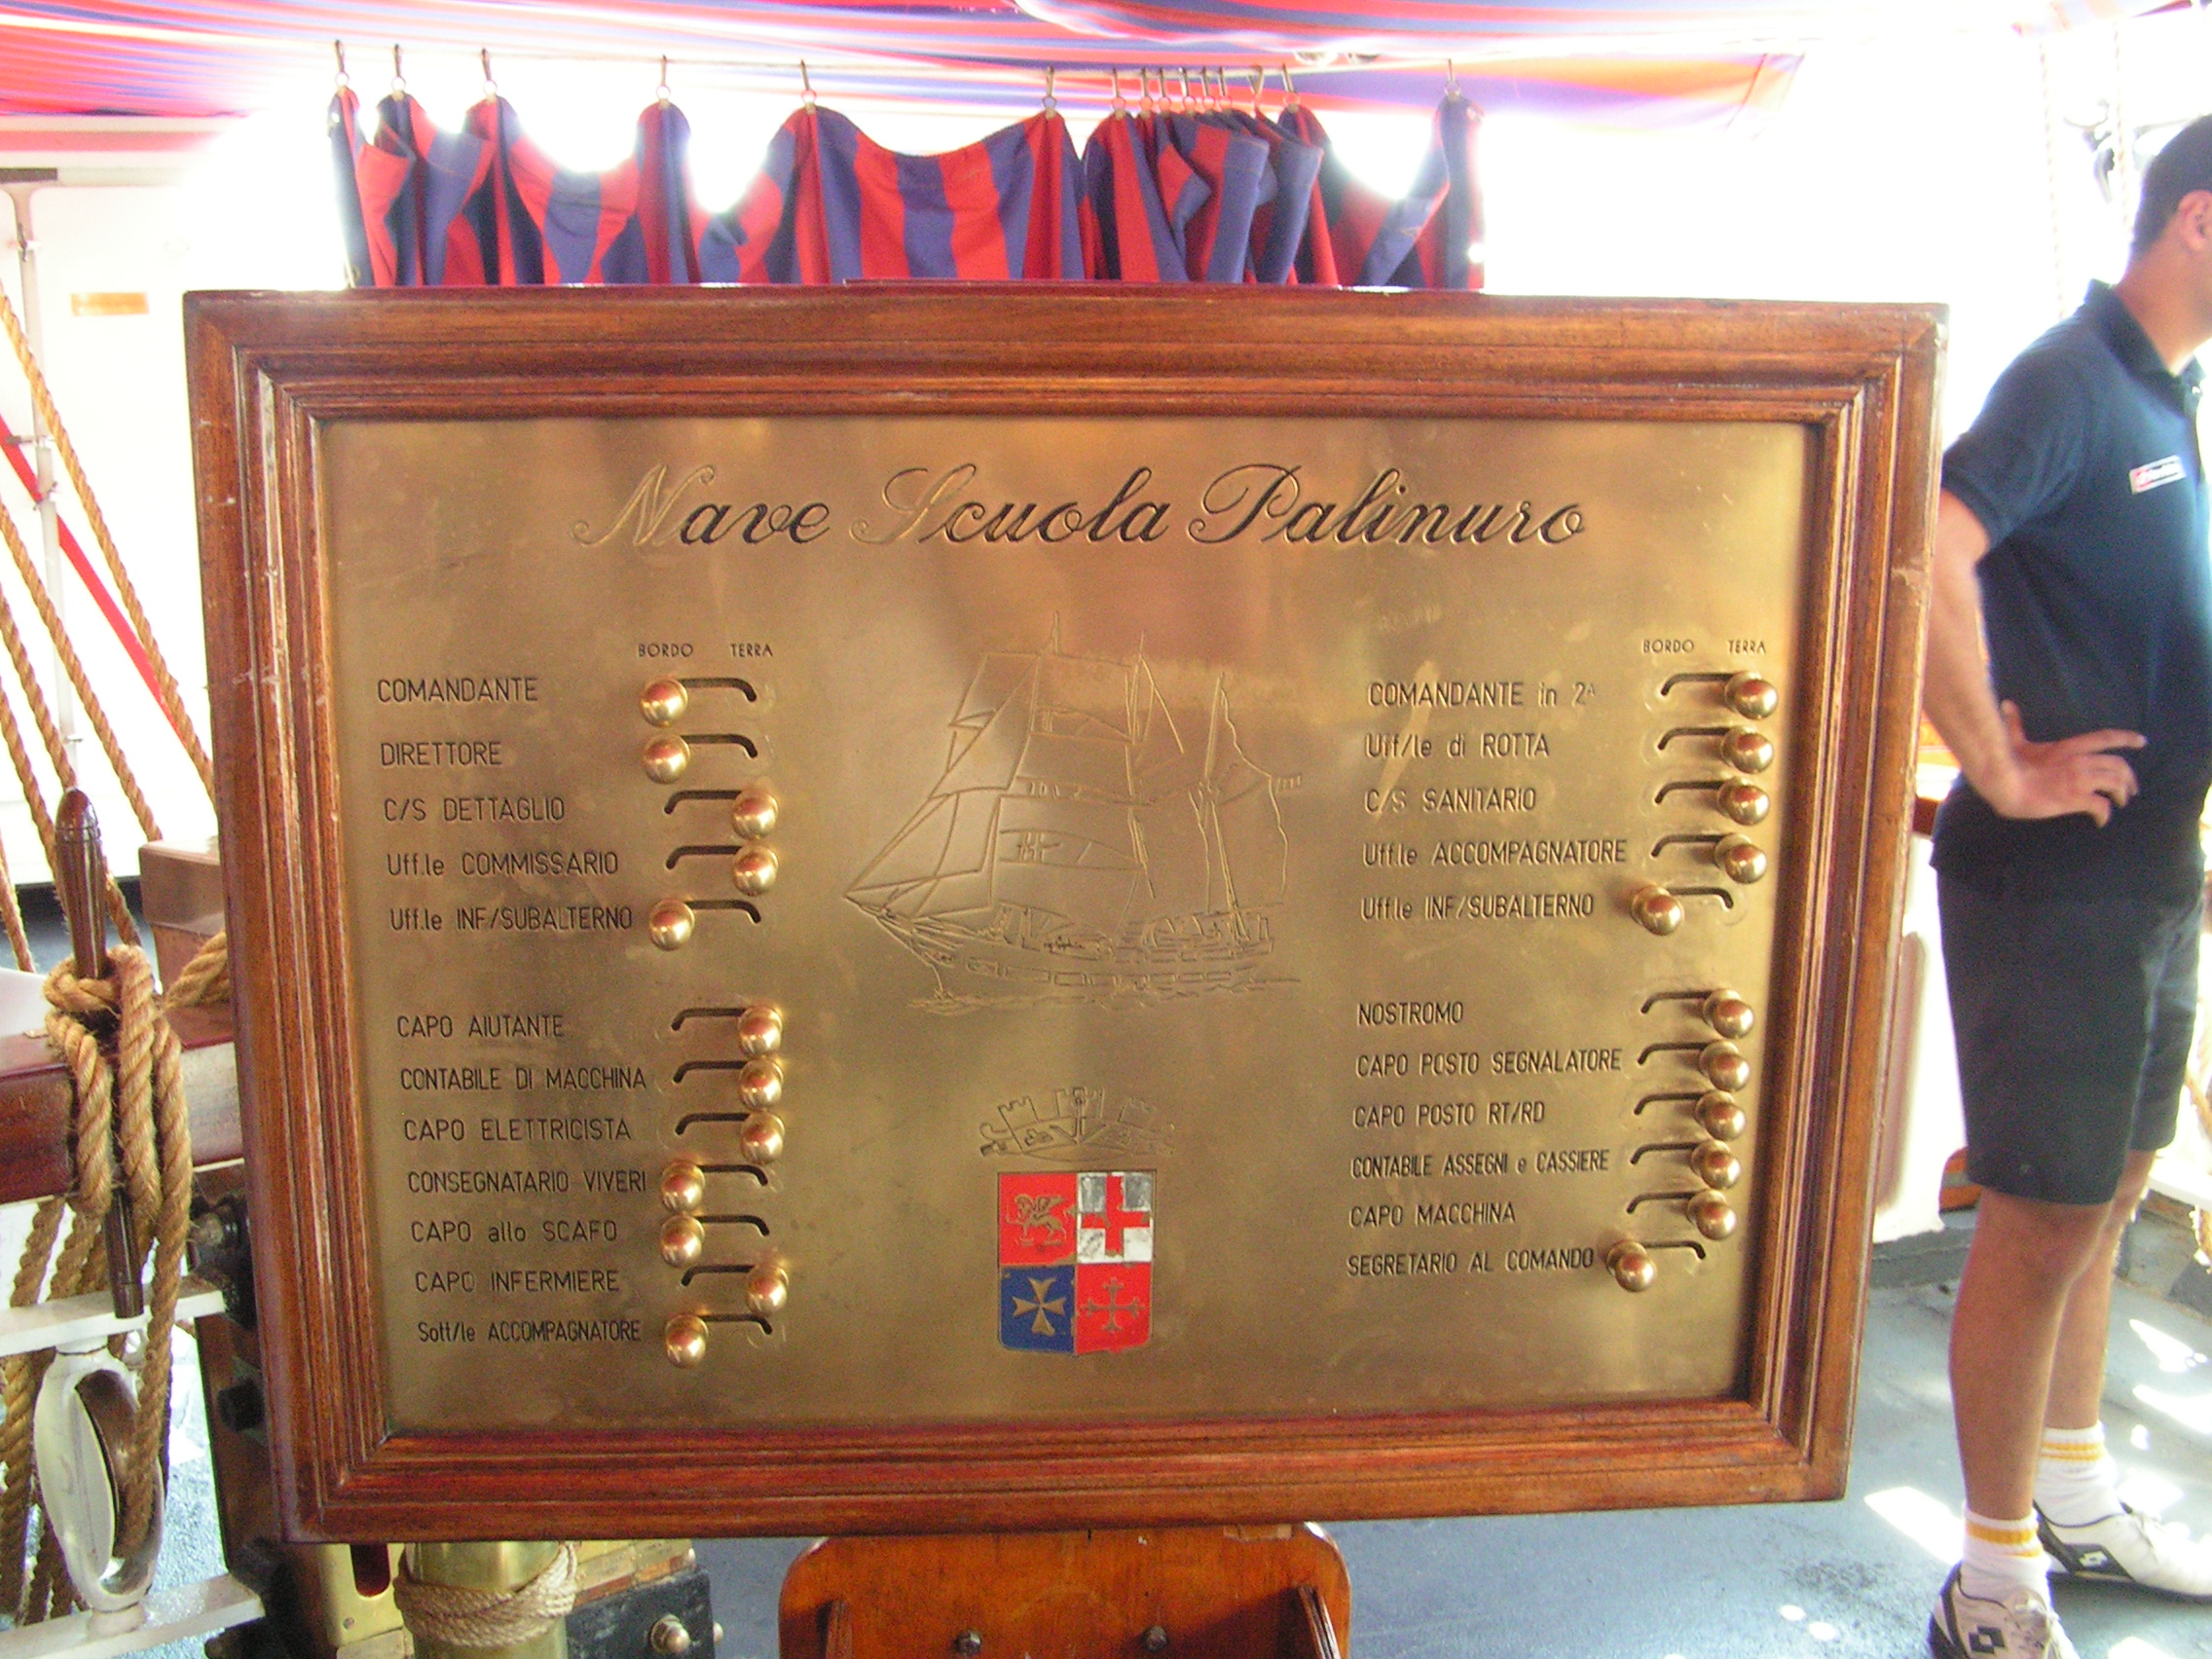 Nave Scuola Palinuro
BORDO TERRA
COMANDANTE
DIRETTORE
C/S DETTAGLIO
Uff.le COMMISSARIO
Uff.le INF/SUBALTERNO
CAPO AIUTANTE
CONTABILE DI MACCHINA
CAPO ELETTRICISTA
CONSEGNATARIO VIVERI
CAPO allo SCAFO
CAPO INFERMIERE
Sott/le ACCOMPAGNATORE
BORDO TERRA
COMANDANTE in 2ᴬ
Uff/le di ROTTA
C/S SANITARIO
Uff.le ACCOMPAGNATORE
Uff.le INF/SUBALTERNO
NOSTROMO
CAPO POSTO SEGNALATORE
CAPO POSTO RT/RD
CONTABILE ASSEGNI e CASSIERE
CAPO MACCHINA
SEGRETARIO AL COMANDO